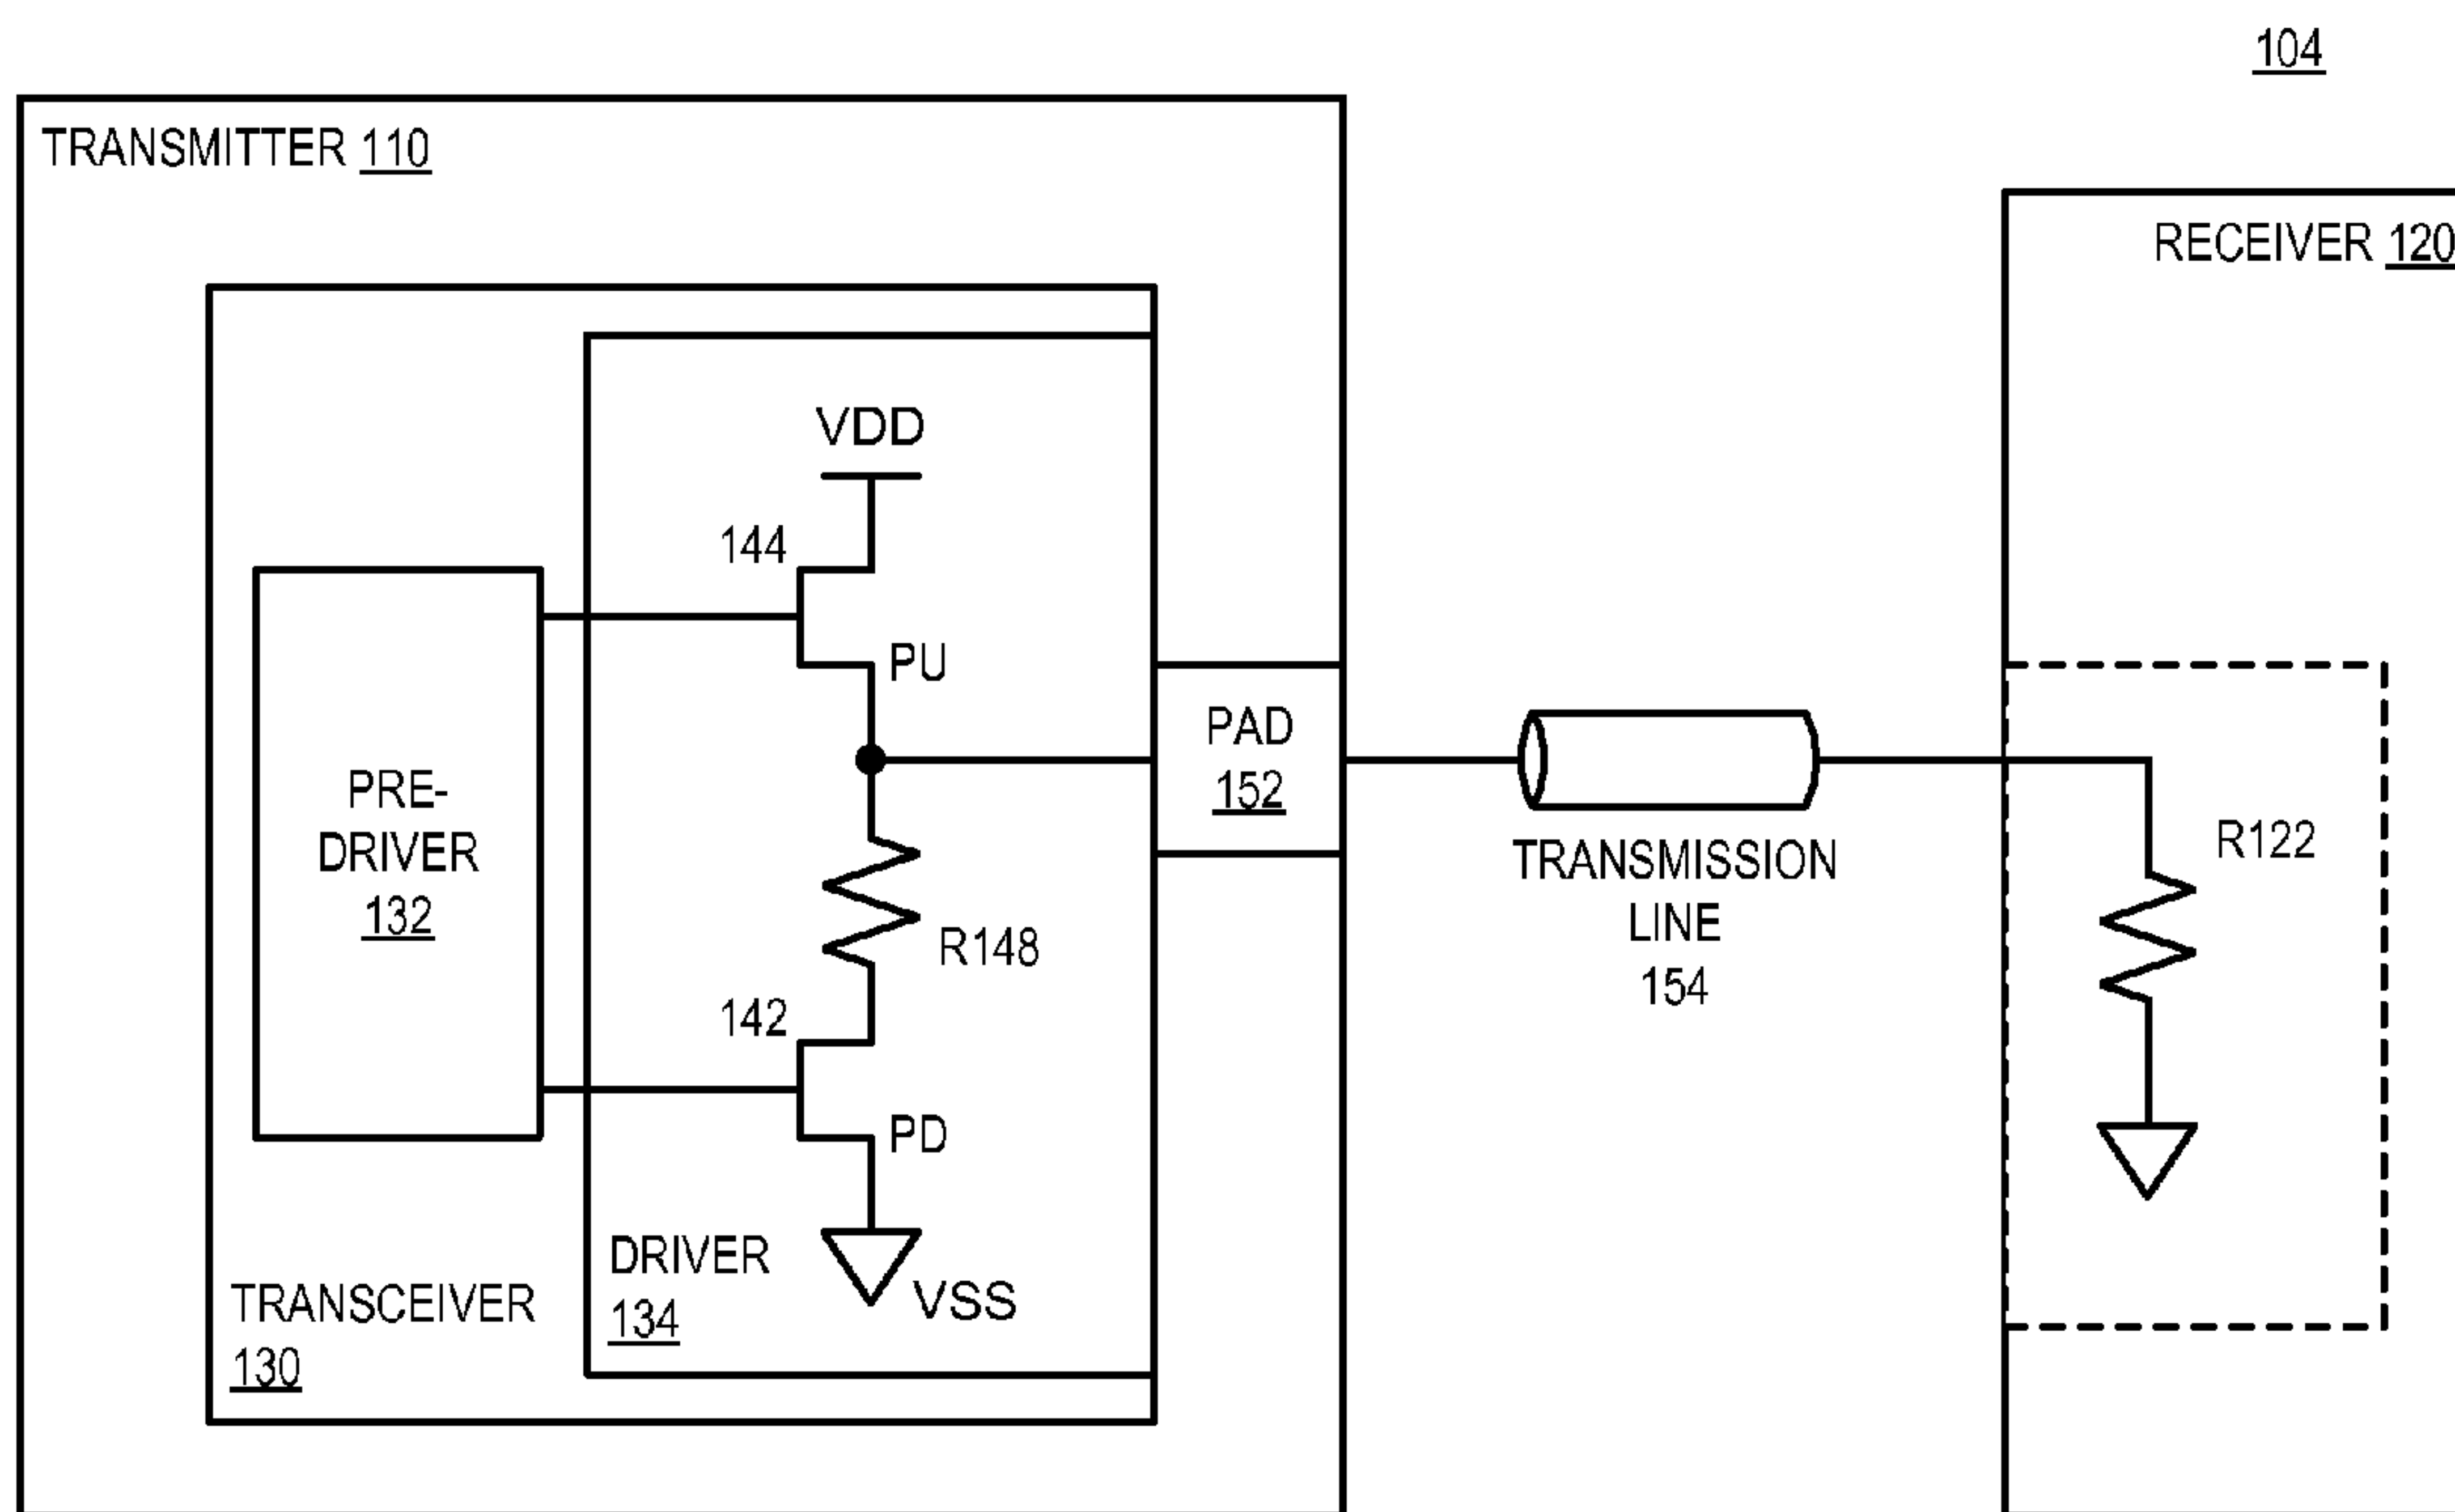 104
TRANSMITTER 110
RECEIVER 120
VDD
144
PU
PAD
152
PRE-
DRIVER
132
R148
TRANSMISSION
LINE
154
R122
142
PD
DRIVER
134
VSS
TRANSCEIVER
130